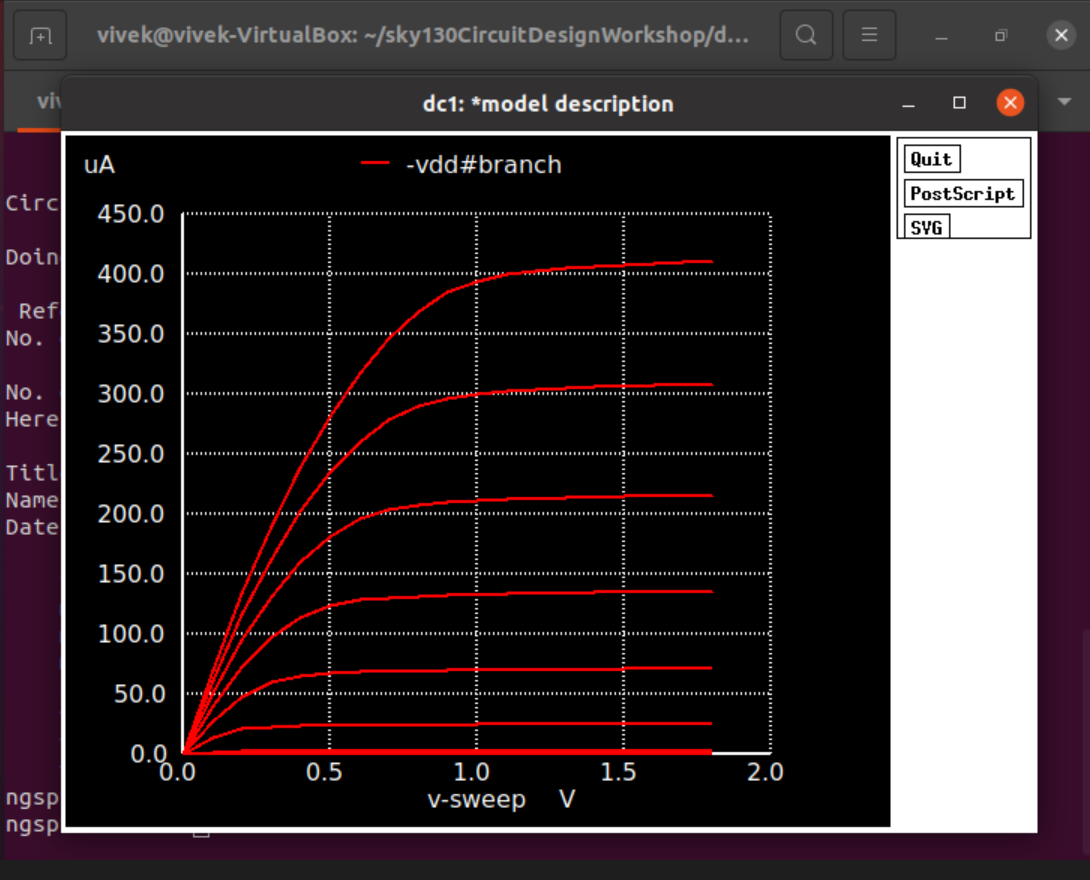 vivek@vivek-VirtualBox: ~/sky130CircuitDesignWorkshop/d...
dc1: *model description
uA
-vdd#branch
450.0
400.0
350.0
300.0
250.0
200.0
150.0
100.0
50.0
0.0
0.0 0.5 1.0 1.5 2.0
v-sweep V
Quit
PostScript
SVG
viv
Circ
Doin
Ref
No.
No.
Here
Titl
Name
Date
ngsp
ngsp